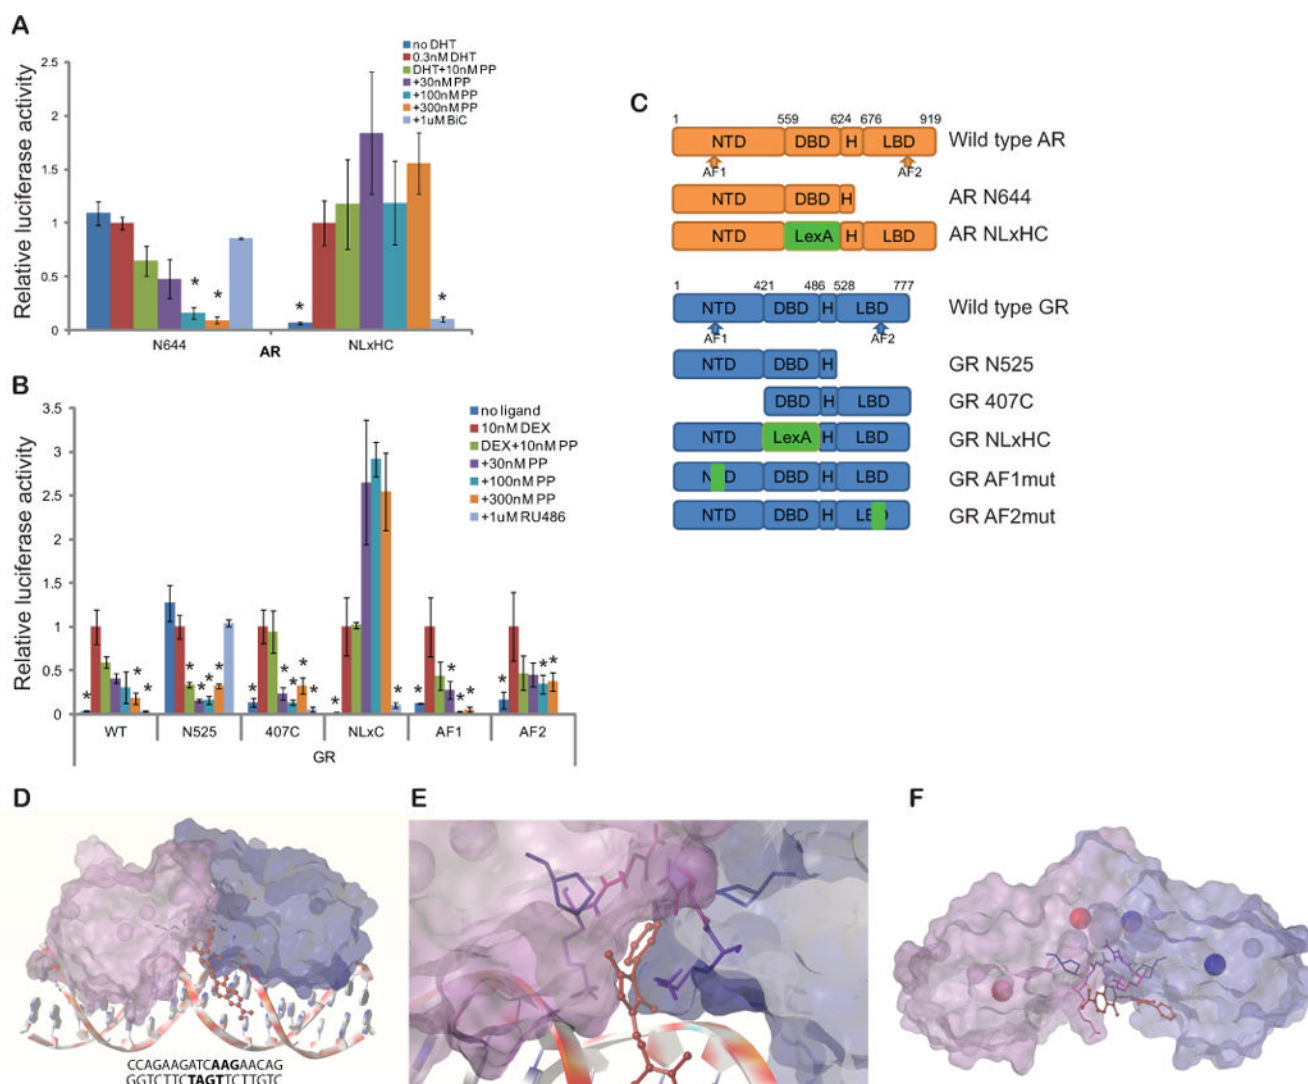 A
Relative luciferase activity
2.5
2
1.5
1
0.5
0
no DHT
0.3nM DHT
DHT+10nM PP
+30nM PP
+100nM PP
+300nM PP
+1uM BiC
*
*
*
*
N644
AR
NLxHC
B
Relative luciferase activity
3.5
3
2.5
2
1.5
1
0.5
0
no ligand
10nM DEX
DEX+10nM PP
+30nM PP
+100nM PP
+300nM PP
+1uM RU486
* * *
* * * *
* * * * *
* *
* * * *
* * *
WT N525 407C NLxC AF1 AF2
GR
C
1 559 624 676 919
NTD DBD H LBD Wild type AR
AF1 AF2
NTD DBD H AR N644
NTD LexA H LBD AR NLxHC
1 421 486 528 777
NTD DBD H LBD Wild type GR
AF1 AF2
NTD DBD H GR N525
DBD H LBD GR 407C
NTD LexA H LBD GR NLxHC
NTD DBD H LBD GR AF1mut
NTD DBD H LBD GR AF2mut
D
CCAGAAGATCAAGAACAG
GGTCTTCTAGTTCTTGTC
E
F